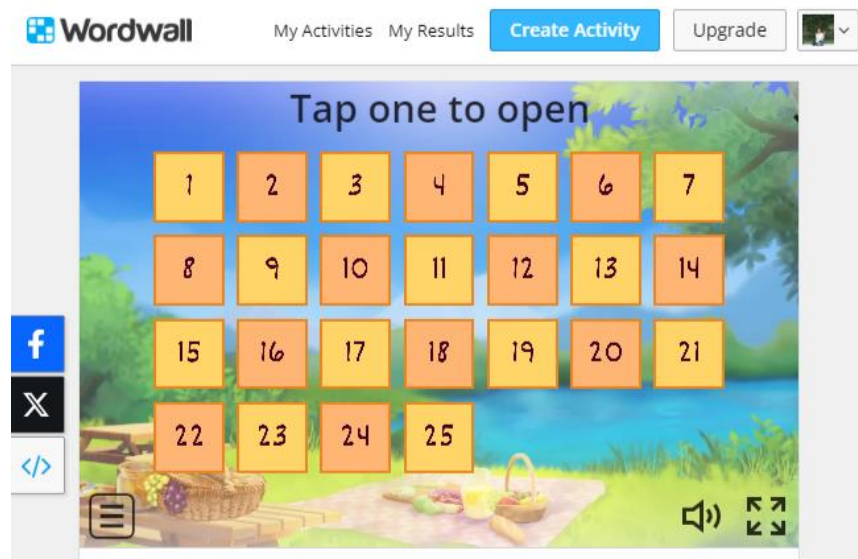 Wordwall My Activities My Results Create Activity Upgrade
Tap one to open
1 2 3 4 5 6 7
8 9 10 11 12 13 14
15 16 17 18 19 20 21
22 23 24 25
f
X
</>